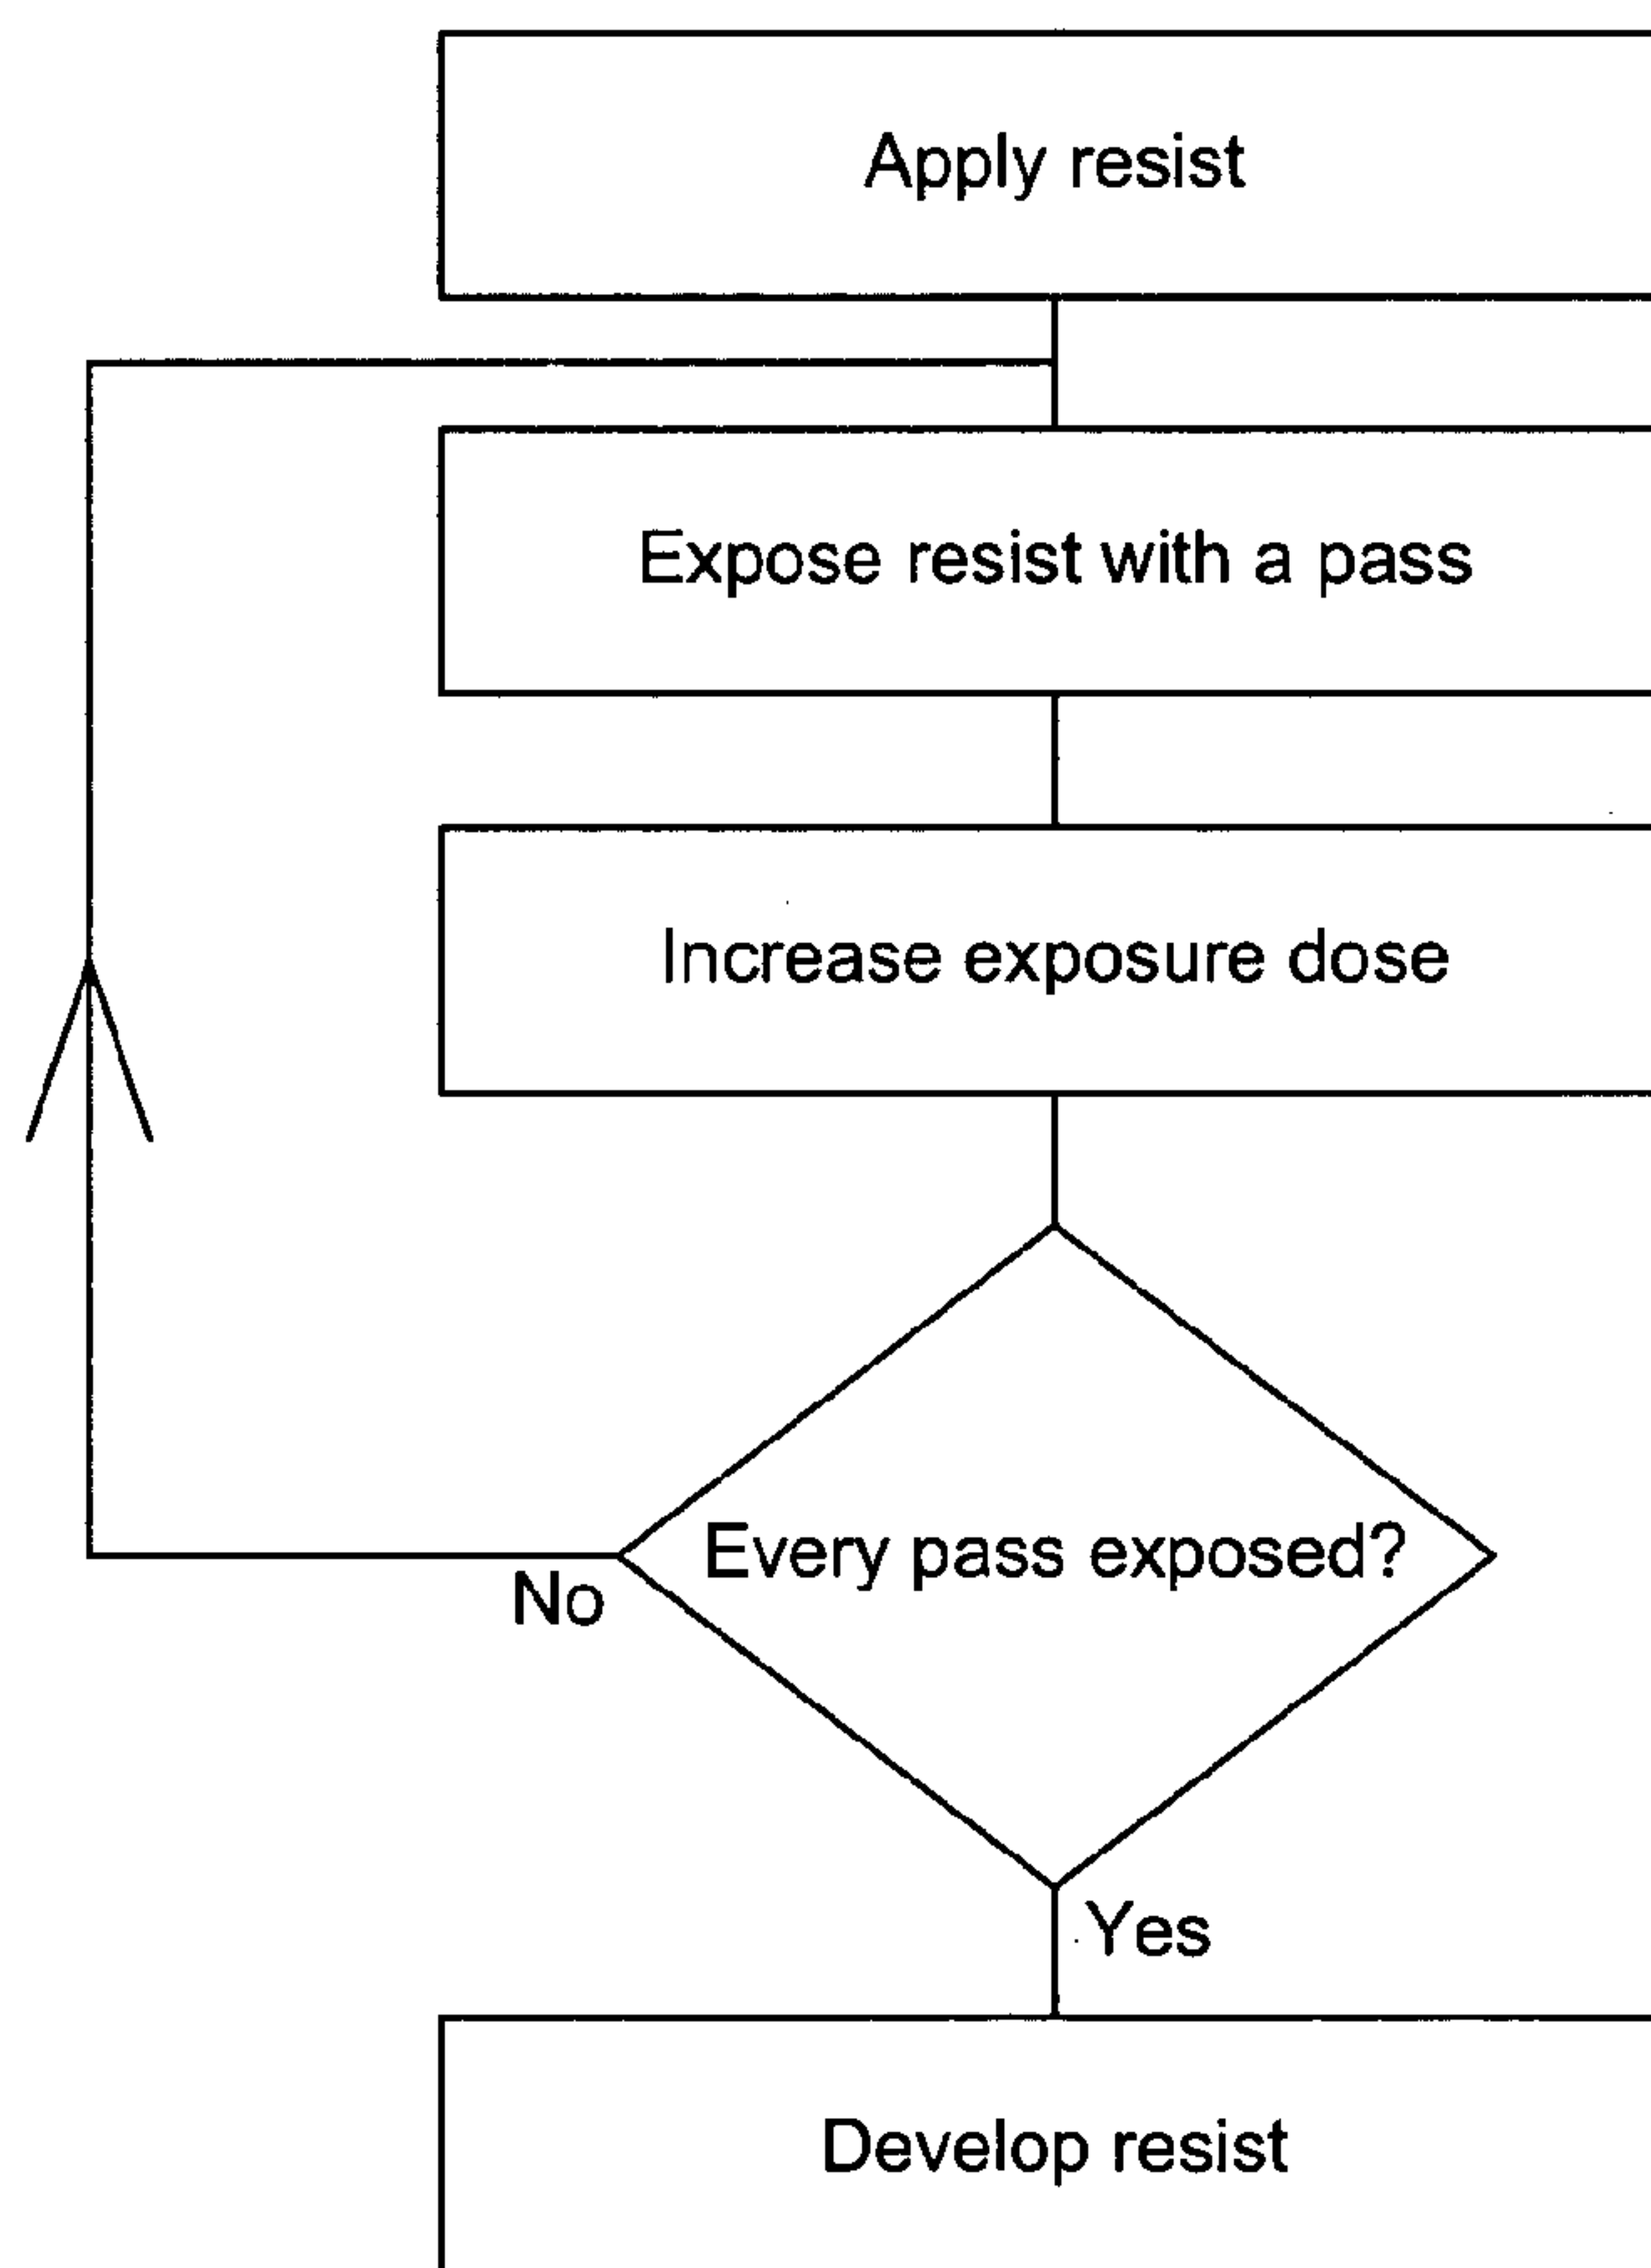 Apply resist
Expose resist with a pass
Increase exposure dose
Every pass exposed?
No
Yes
Develop resist